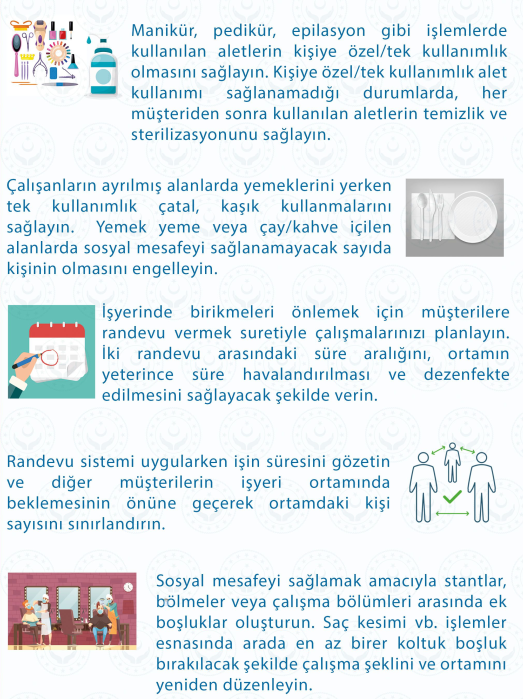 Manikür, pedikür, epilasyon gibi işlemlerde
kullanılan aletlerin kişiye özel/tek kullanımlık
olmasını sağlayın. Kişiye özel/tek kullanımlık alet
kullanımı sağlanamadığı durumlarda, her
müşteriden sonra kullanılan aletlerin temizlik ve
sterilizasyonunu sağlayın.
Çalışanların ayrılmış alanlarda yemeklerini yerken
tek kullanımlık çatal, kaşık kullanmalarını
sağlayın. Yemek yeme veya çay/kahve içilen
alanlarda sosyal mesafeyi sağlanamayacak sayıda
kişinin olmasını engelleyin.
İşyerinde birikmeleri önlemek için müşterilere
randevu vermek suretiyle çalışmalarınızı planlayın.
İki randevu arasındaki süre aralığını, ortamın
yeterince süre havalandırılması ve dezenfekte
edilmesini sağlayacak şekilde verin.
Randevu sistemi uygularken işin süresini gözetin
ve diğer müşterilerin işyeri ortamında
beklemesinin önüne geçerek ortamdaki kişi
sayısını sınırlandırın.
Sosyal mesafeyi sağlamak amacıyla stantlar,
bölmeler veya çalışma bölümleri arasında ek
boşluklar oluşturun. Saç kesimi vb. işlemler
esnasında arada en az birer koltuk boşluk
bırakılacak şekilde çalışma şeklini ve ortamını
yeniden düzenleyin.